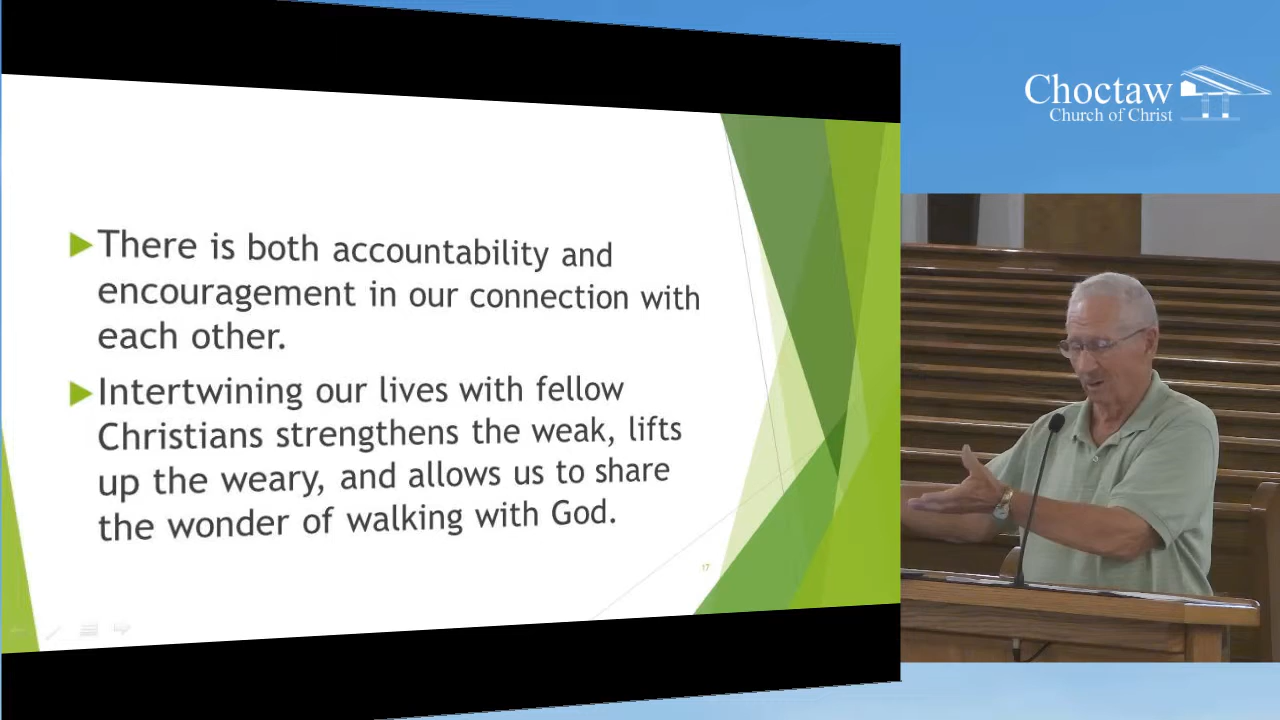 Choctaw
Church of Christ
There is both accountability and
encouragement in our connection with
each other.
Intertwining our lives with fellow
Christians strengthens the weak, lifts
up the weary, and allows us to share
the wonder of walking with God.
17